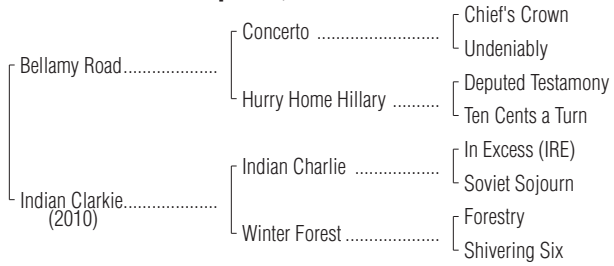 Chief's Crown
Concerto ......................
Undeniably
Bellamy Road...................
Deputed Testamony
Hurry Home Hillary ..........
Ten Cents a Turn
In Excess (IRE)
Indian Charlie .................
Soviet Sojourn
Indian Clarkie...................
(2010)
Forestry
Winter Forest ...................
Shivering Six